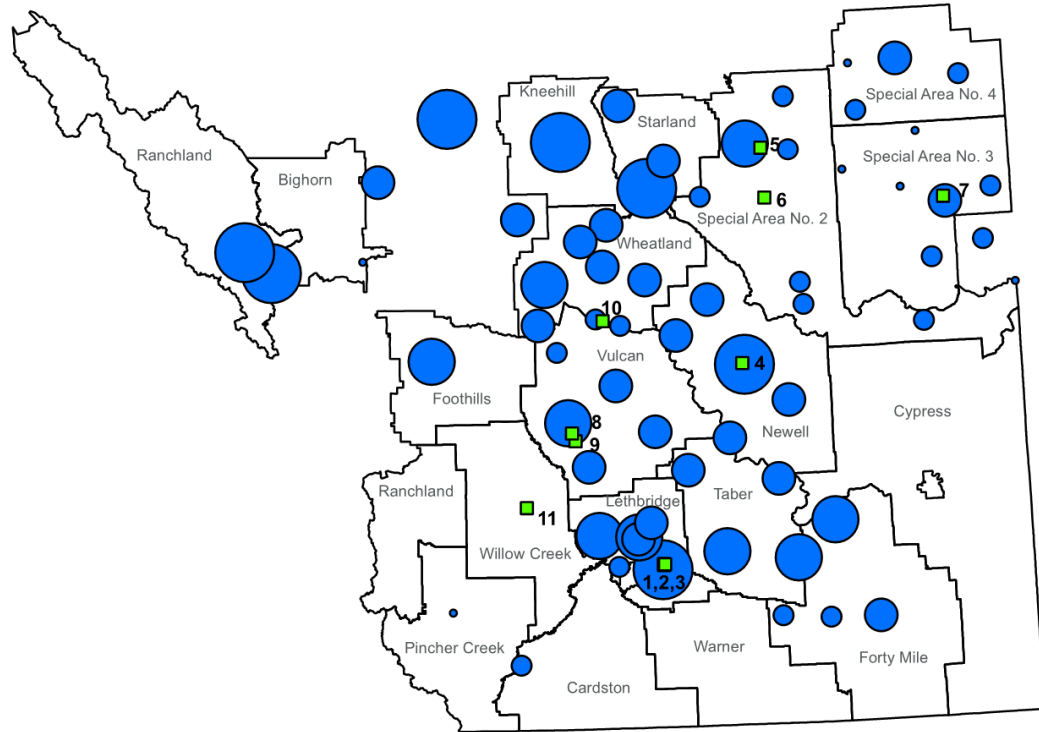 Kneehill
Special Area No. 4
Starland
Ranchland
Bighorn
5
Special Area No. 3
6
7
Special Area No. 2
Wheatland
10
Vulcan
4
Foothills
Cypress
8
Newell
9
Ranchland
Lethbridge
Taber
11
Willow Creek
1,2,3
Pincher Creek
Warner
Forty Mile
Cardston